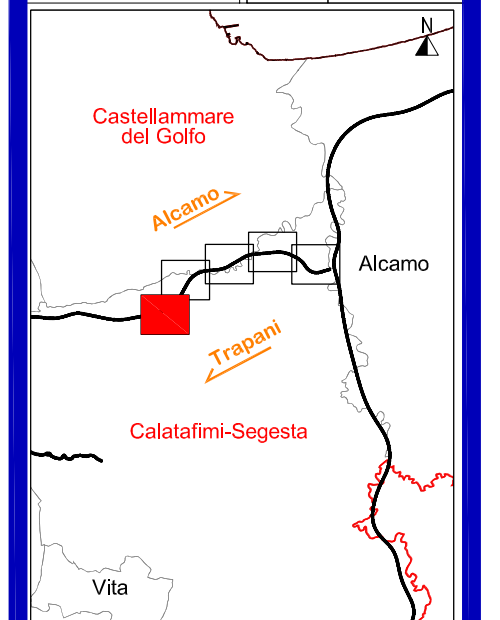 N
Castellammare
del Golfo
Alcamo
Alcamo
Trapani
Calatafimi-Segesta
Vita